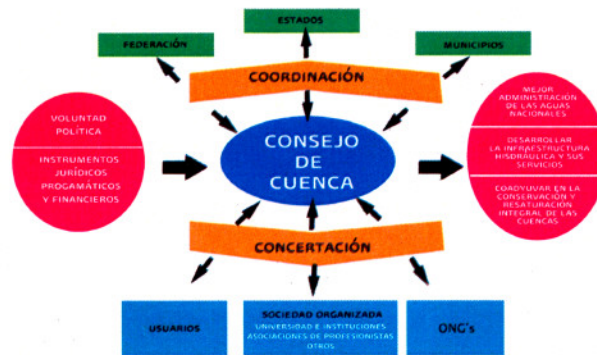 ESTADOS
FEDERACIÓN
MUNICIPIOS
COORDINACIÓN
VOLUNTAD
POLÍTICA
INSTRUMENTOS
JURÍDICOS
PROGAMÁTICOS
Y FINANCIEROS
CONSEJO
DE
CUENCA
MEJOR
ADMINISTRACIÓN
DE LAS AGUAS
NACIONALES
DESARROLLAR
LA INFRAESTRUCTURA
HISDRÁULICA Y SUS
SERVICIOS
COADYUVAR EN LA
CONSERVACIÓN Y
RESATURACIÓN
INTEGRAL DE LAS
CUENCAS
CONCERTACIÓN
USUARIOS
SOCIEDAD ORGANIZADA
UNIVERSIDAD E INSTITUCIONES
ASOCIACIONES DE PROFESIONISTAS
OTROS
ONG's